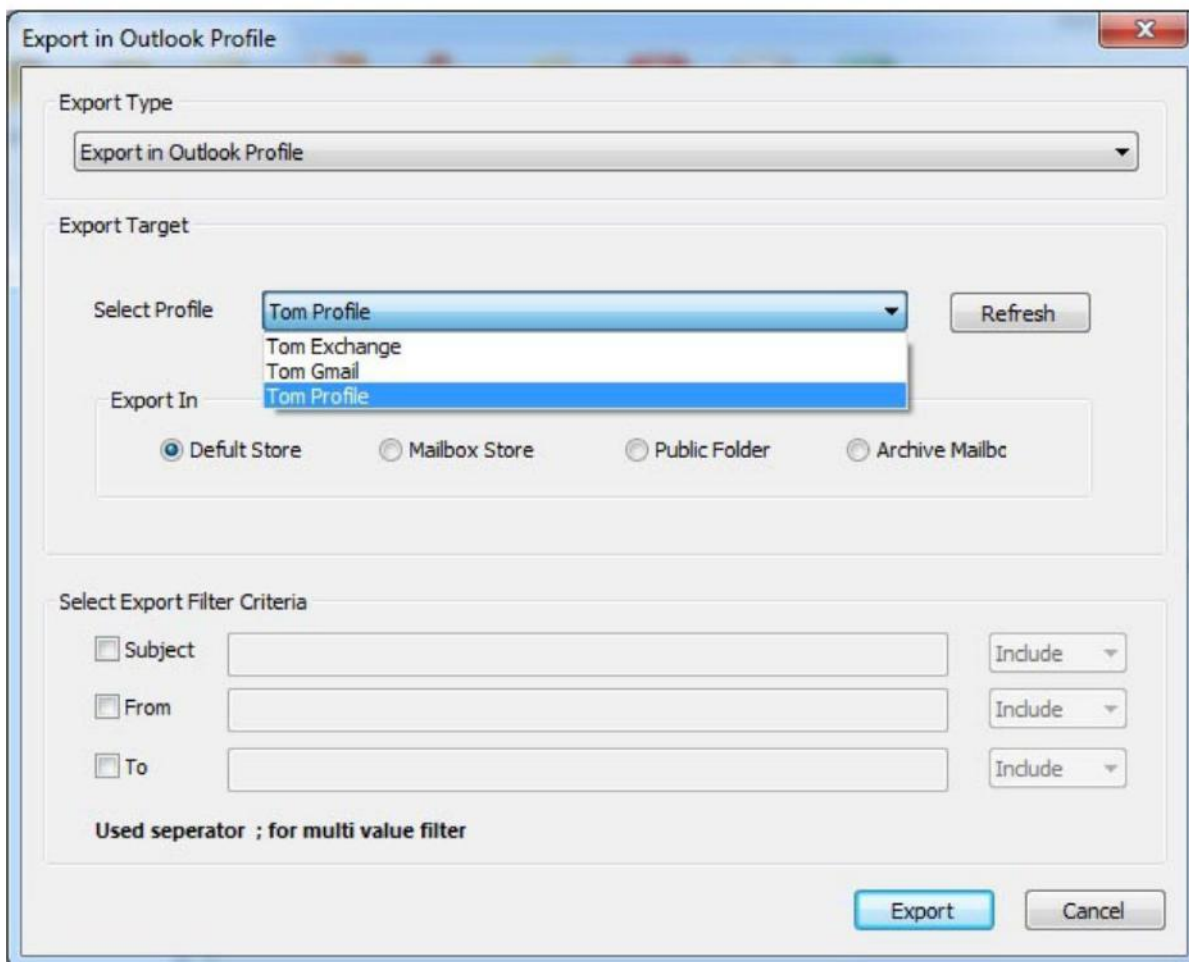 Export in Outlook Profile
X
Export Type
Export in Outlook Profile
Export Target
Select Profile Tom Profile Refresh
Tom Exchange
Tom Gmail
Tom Profile
Export In
Defult Store Mailbox Store Public Folder Archive Mailbc
Select Export Filter Criteria
Subject Include
From Include
To Include
Used seperator ; for multi value filter
Export Cancel